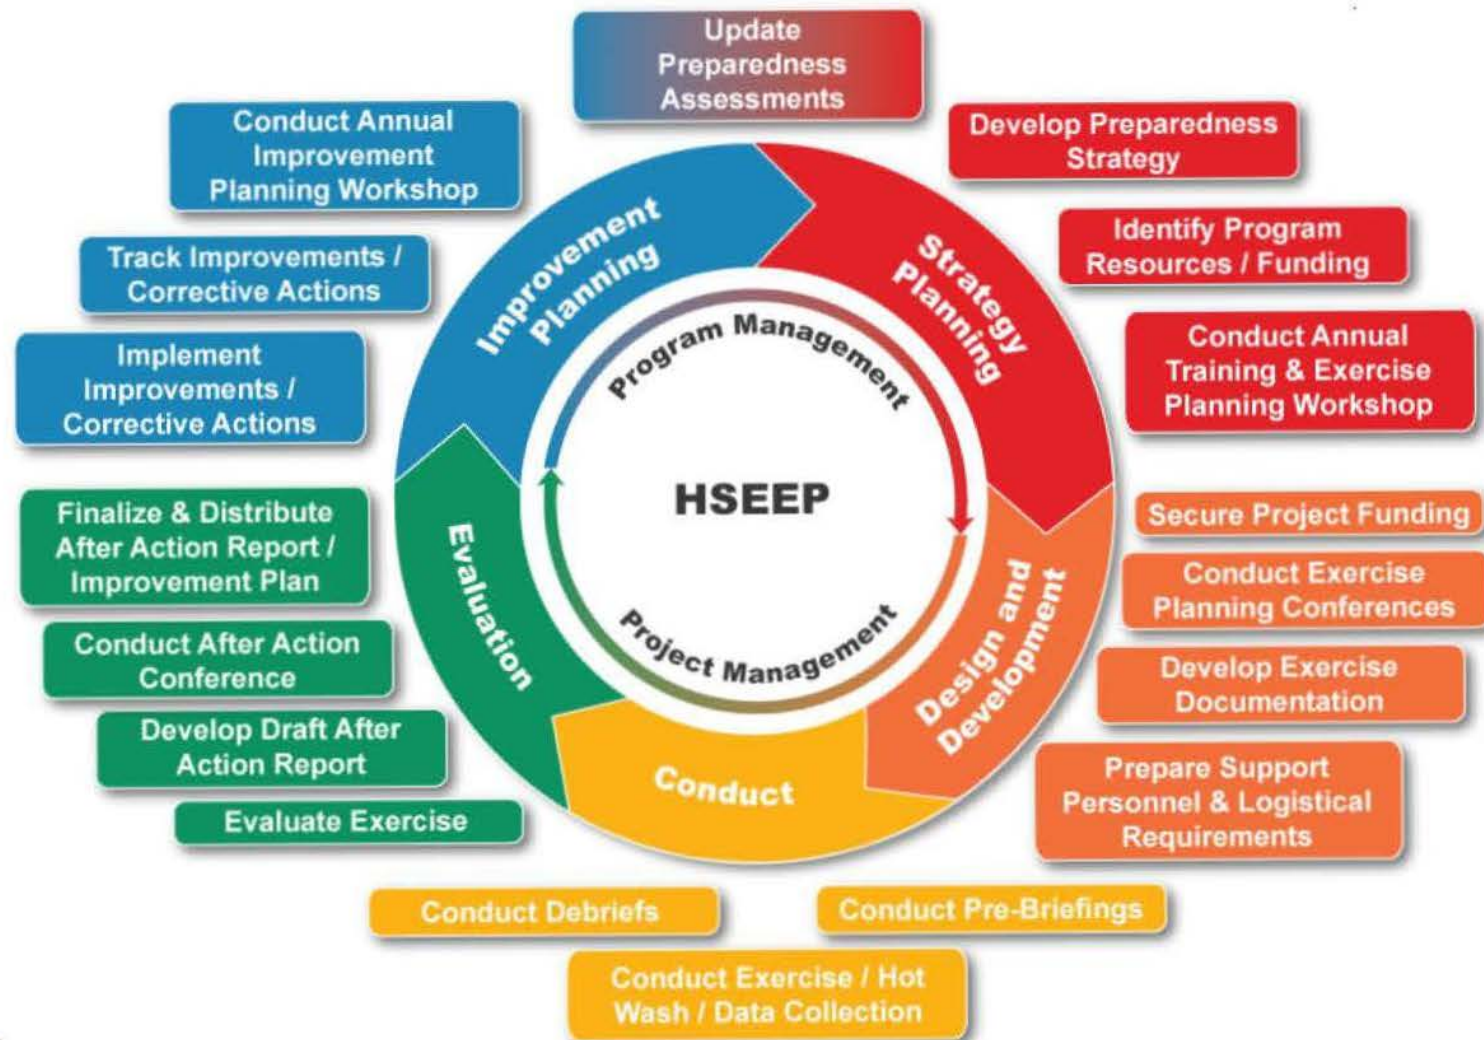 Update
Preparedness
Assessments
Develop Preparedness
Strategy
Identify Program
Resources / Funding
Conduct Annual
Training & Exercise
Planning Workshop
Secure Project Funding
Conduct Exercise
Planning Conferences
Develop Exercise
Documentation
Prepare Support
Personnel & Logistical
Requirements
Conduct Pre-Briefings
Conduct Exercise / Hot
Wash / Data Collection
Conduct Debriefs
Evaluate Exercise
Develop Draft After
Action Report
Conduct After Action
Conference
Finalize & Distribute
After Action Report /
Improvement Plan
Implement
Improvements /
Corrective Actions
Track Improvements /
Corrective Actions
Conduct Annual
Improvement
Planning Workshop
Strategy
Planning
Design and
Development
Conduct
Evaluation
Improvement
Planning
Program Management
HSEEP
Project Management